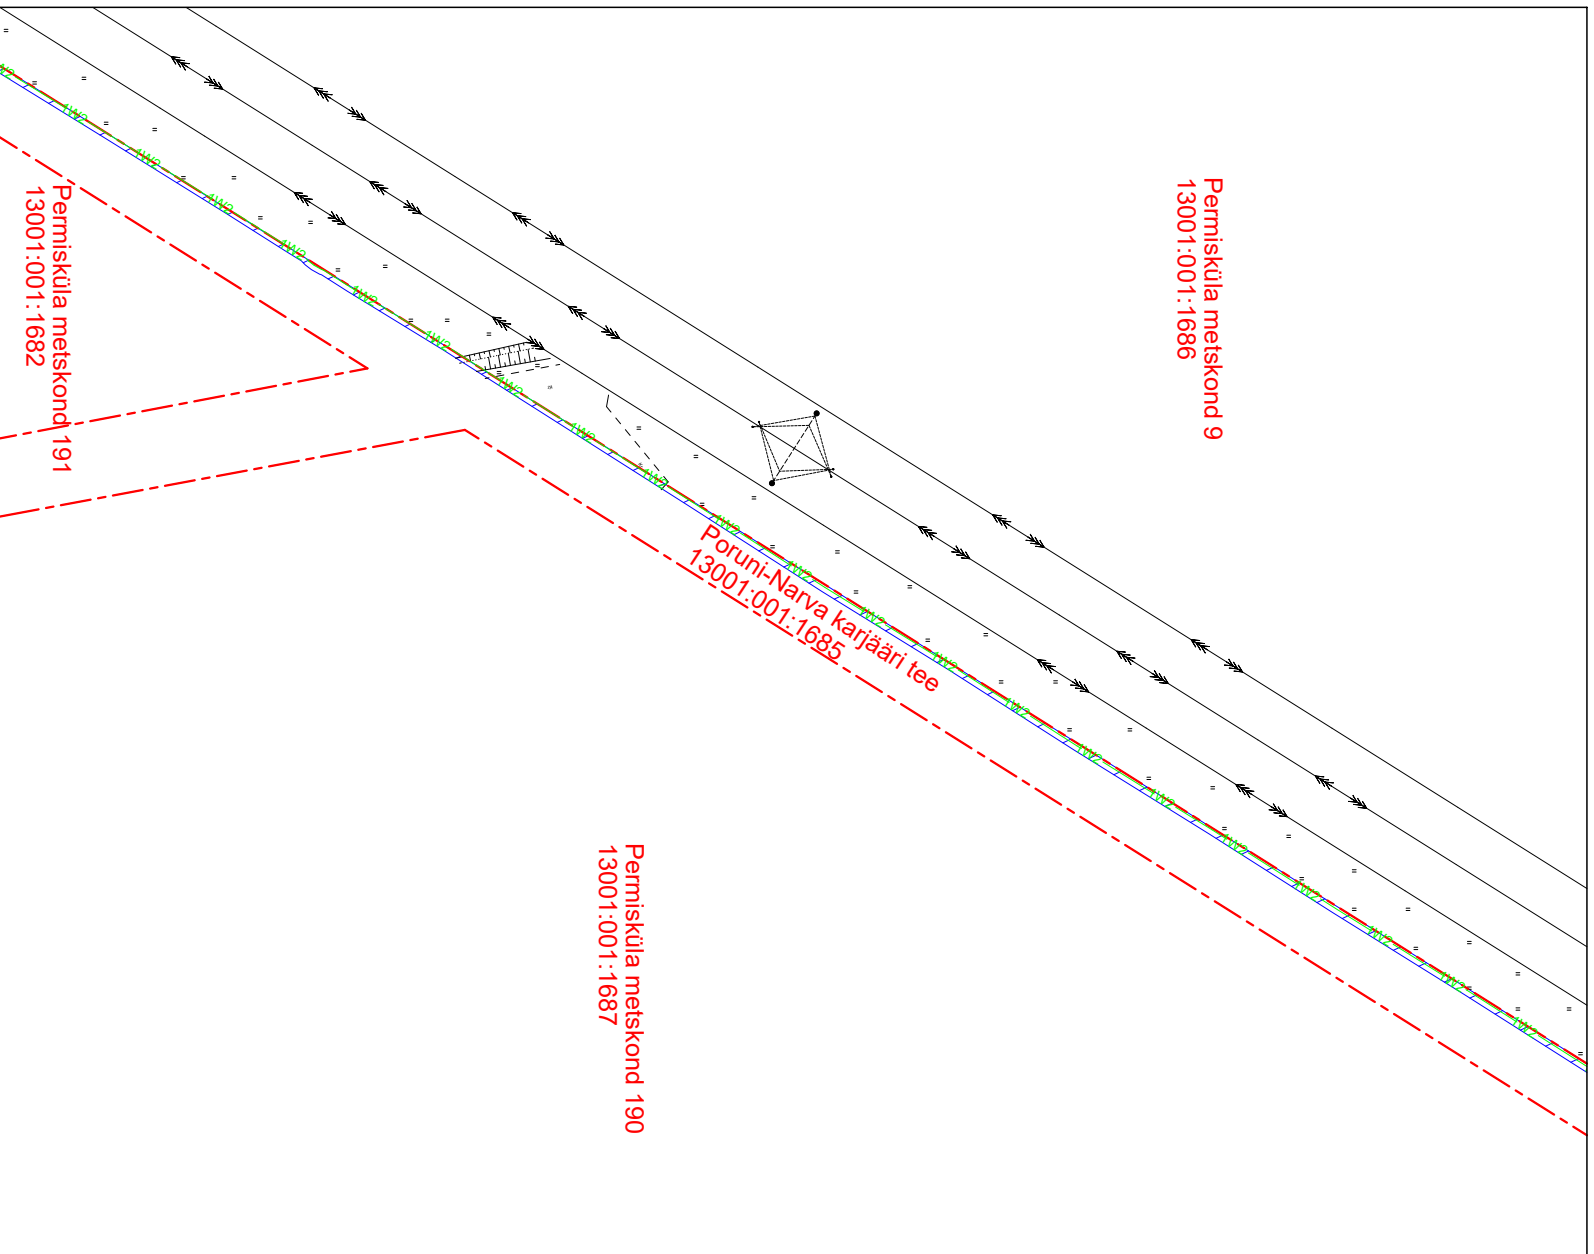 Permisküla metskond 9
13001:001:1686
Permisküla metskond 191
13001:001:1682
Poruni-Narva karjääri tee
13001:001:1685
Permisküla metskond 190
13001:001:1687